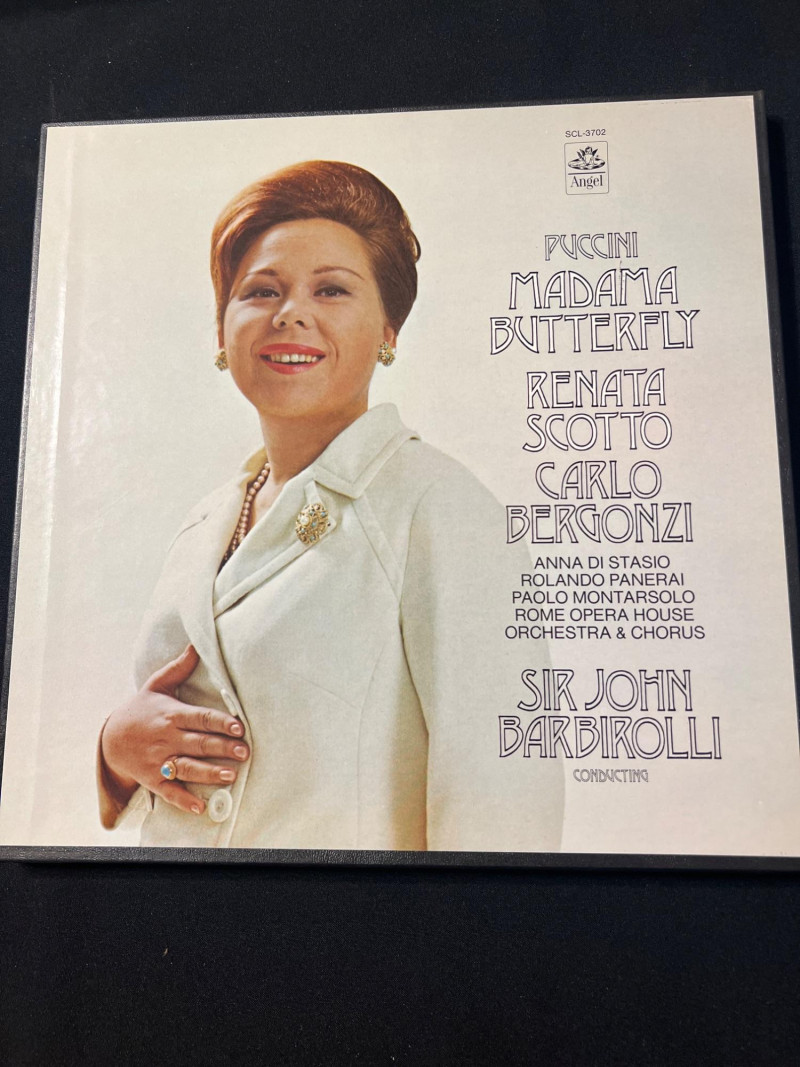 SCL-3702
Angel
PUCCINI
MADAMA
BUTTERFLY
RENATA
SCOTTO
CARLO
BERGONZI
ANNA DI STASIO
ROLANDO PANERAI
PAOLO MONTARSOLO
ROME OPERA HOUSE
ORCHESTRA & CHORUS
SIR JOHN
BARBIROLLI
CONDUCTING